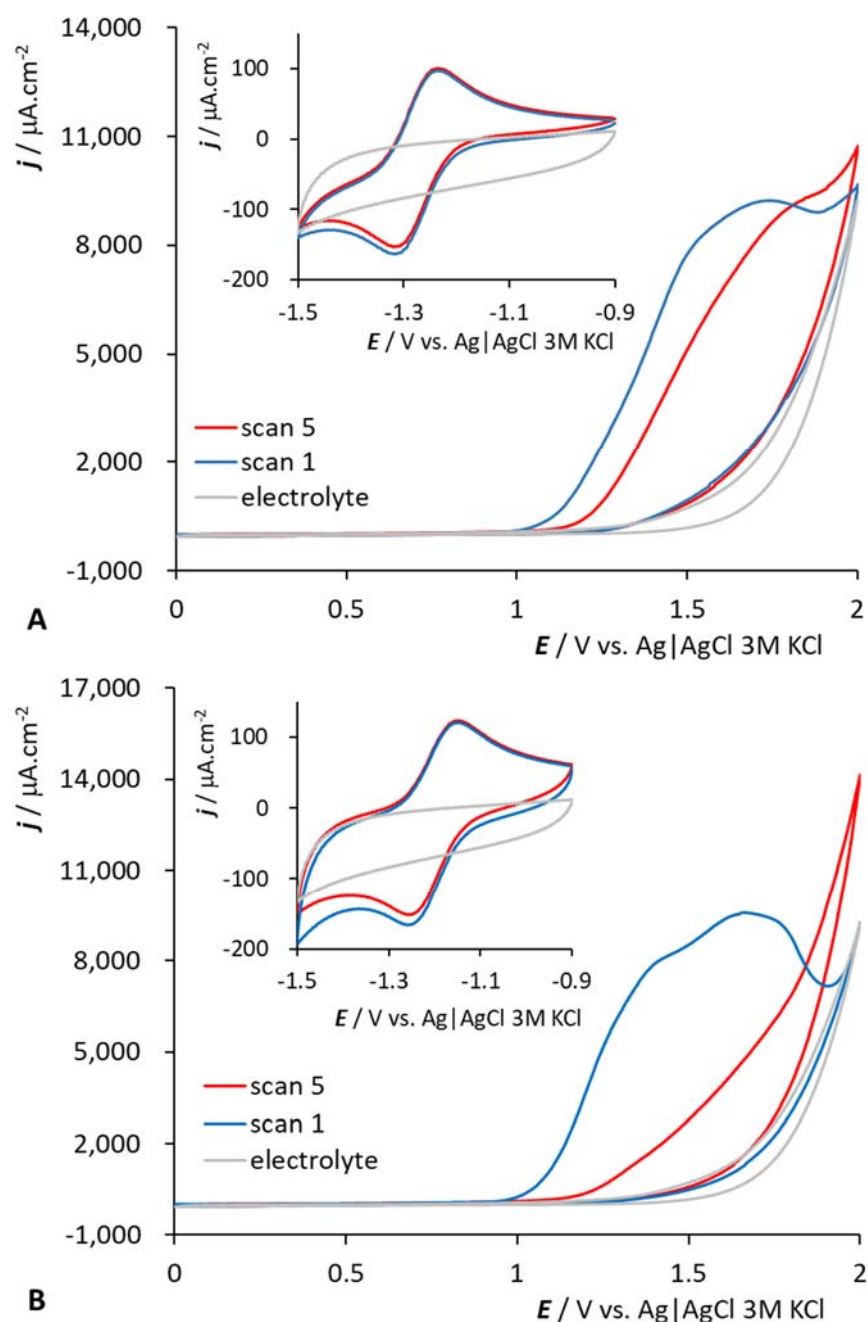 14,000
11,000
8,000
5,000
2,000
-1,000
j / µA.cm⁻²
100
0
-100
-200
j / µA.cm⁻²
-1.5 -1.3 -1.1 -0.9
E / V vs. Ag|AgCl 3M KCl
scan 5
scan 1
electrolyte
0 0.5 1 1.5 2
A
E / V vs. Ag|AgCl 3M KCl
17,000
14,000
11,000
8,000
5,000
2,000
-1,000
j / µA.cm⁻²
100
0
-100
-200
j / µA.cm⁻²
-1.5 -1.3 -1.1 -0.9
E / V vs. Ag|AgCl 3M KCl
scan 5
scan 1
electrolyte
0 0.5 1 1.5 2
B
E / V vs. Ag|AgCl 3M KCl